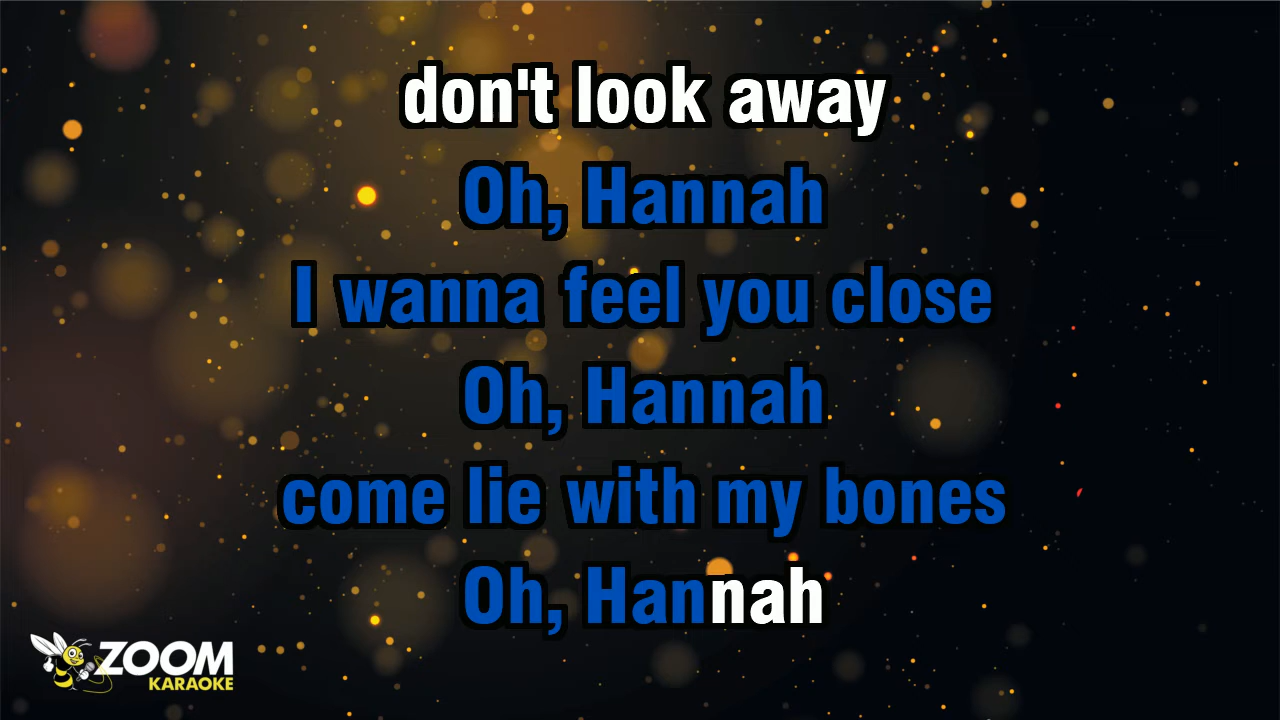 don't look away
Oh, Hannah
I wanna feel you close
Oh, Hannah
come lie with my bones
Oh, Hannah
ZOOM
KARAOKE